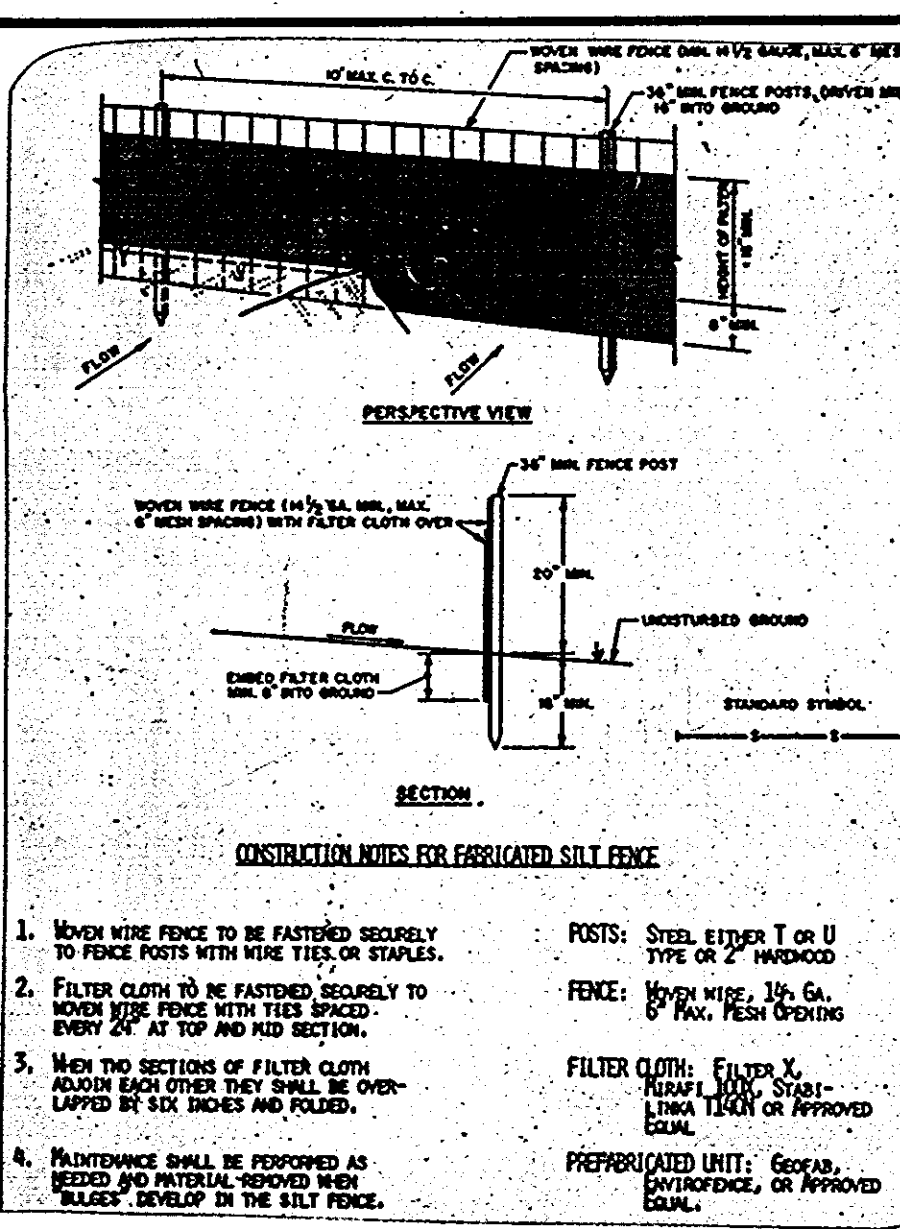 WOVEN WIRE FENCE (MIN. 14 1/2 GAUGE, MAX. 6" MES
SPACING)
10' MAX. C. TO C.
36" MIN. FENCE POSTS, DRIVEN MIN
16" INTO GROUND
HEIGHT OF FILTER
16" MIN.
8" MIN.
FLOW
FLOW
PERSPECTIVE VIEW
36" MIN. FENCE POST
WOVEN WIRE FENCE (14 1/2 GA. MIN., MAX.
6" MESH SPACING) WITH FILTER CLOTH OVER
20" MIN.
UNDISTURBED GROUND
FLOW
EMBED FILTER CLOTH
MIN. 8" INTO GROUND
16" MIN.
STANDARD SYMBOL
S S
SECTION
CONSTRUCTION NOTES FOR FABRICATED SILT FENCE
1. WOVEN WIRE FENCE TO BE FASTENED SECURELY
TO FENCE POSTS WITH WIRE TIES OR STAPLES.
2. FILTER CLOTH TO BE FASTENED SECURELY TO
WOVEN WIRE FENCE WITH TIES SPACED
EVERY 24" AT TOP AND MID SECTION.
3. WHEN TWO SECTIONS OF FILTER CLOTH
ADJOIN EACH OTHER THEY SHALL BE OVER-
LAPPED BY SIX INCHES AND FOLDED.
4. MAINTENANCE SHALL BE PERFORMED AS
NEEDED AND MATERIAL REMOVED WHEN
"BULGES" DEVELOP IN THE SILT FENCE.
POSTS: STEEL EITHER T OR U
TYPE OR 2" HARDWOOD
FENCE: WOVEN WIRE, 14½ GA.
6" MAX. MESH OPENING
FILTER CLOTH: FILTER X,
MIRAFI 100X, STABI-
LINKA T140N OR APPROVED
EQUAL
PREFABRICATED UNIT: GEOFAB,
ENVIROFENCE, OR APPROVED
EQUAL.